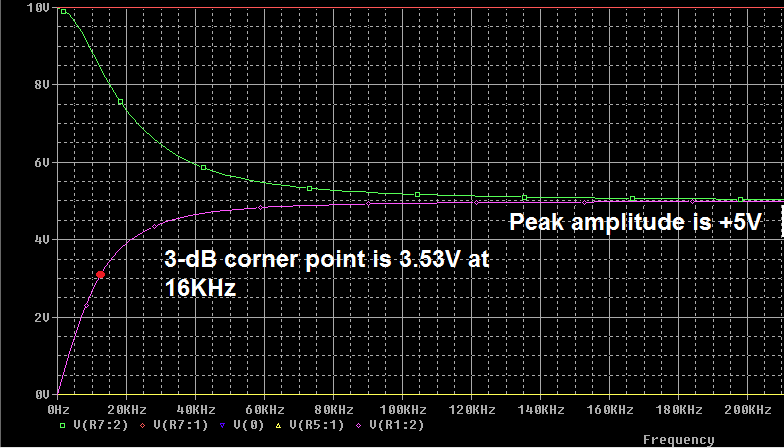 10V
8V
6V
Peak amplitude is +5V
4V
3-dB corner point is 3.53V at
16KHz
2V
0V
0Hz 20KHz 40KHz 60KHz 80KHz 100KHz 120KHz 140KHz 160KHz 180KHz 200KHz
V(R7:2) V(R7:1) V(0) V(R5:1) V(R1:2)
Frequency